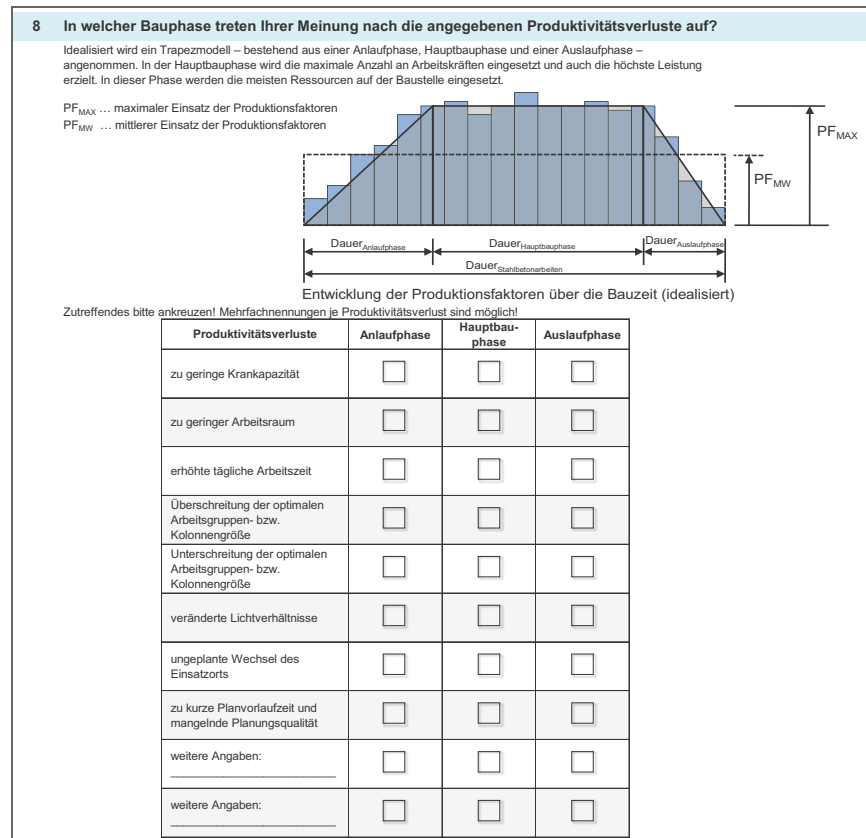 8 In welcher Bauphase treten Ihrer Meinung nach die angegebenen Produktivitätsverluste auf?
Idealisiert wird ein Trapezmodell – bestehend aus einer Anlaufphase, Hauptbauphase und einer Auslaufphase –
angenommen. In der Hauptbauphase wird die maximale Anzahl an Arbeitskräften eingesetzt und auch die höchste Leistung
erzielt. In dieser Phase werden die meisten Ressourcen auf der Baustelle eingesetzt.
PFMAX … maximaler Einsatz der Produktionsfaktoren
PFMW … mittlerer Einsatz der Produktionsfaktoren
PFMAX
PFMW
DauerAnlaufphase DauerHauptbauphase DauerAuslaufphase
DauerStahlbetonarbeiten
Entwicklung der Produktionsfaktoren über die Bauzeit (idealisiert)
Zutreffendes bitte ankreuzen! Mehrfachnennungen je Produktivitätsverlust sind möglich!
Produktivitätsverluste Anlaufphase Hauptbau-
phase Auslaufphase
zu geringe Krankapazität
zu geringer Arbeitsraum
erhöhte tägliche Arbeitszeit
Überschreitung der optimalen
Arbeitsgruppen- bzw.
Kolonnengröße
Unterschreitung der optimalen
Arbeitsgruppen- bzw.
Kolonnengröße
veränderte Lichtverhältnisse
ungeplante Wechsel des
Einsatzorts
zu kurze Planvorlaufzeit und
mangelnde Planungsqualität
weitere Angaben:
weitere Angaben: